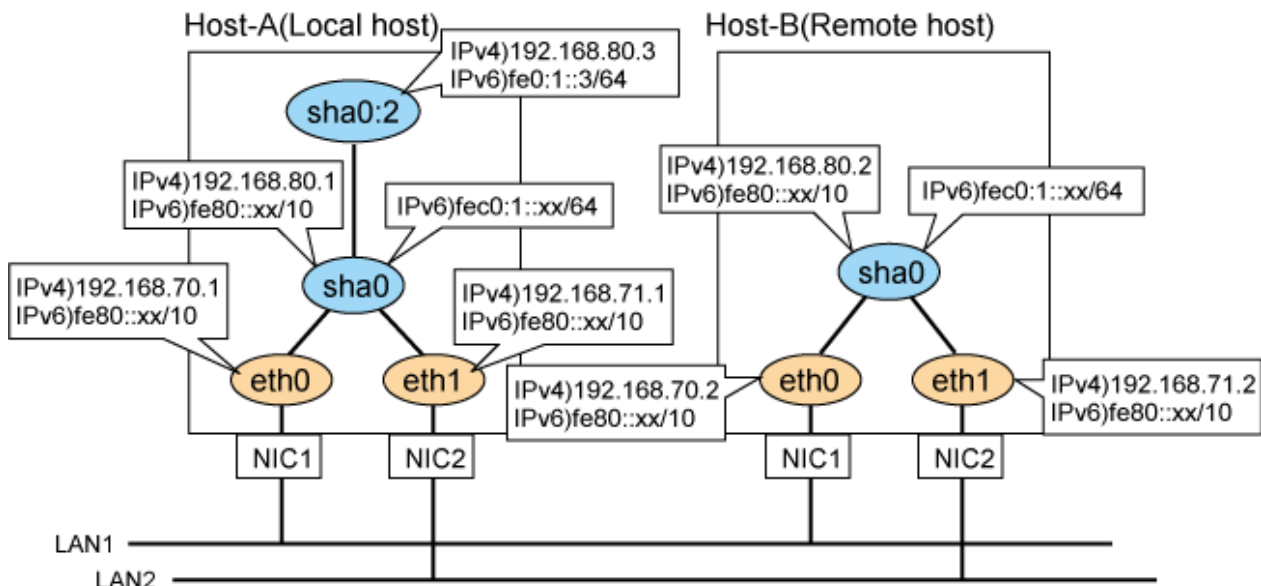 Host-A(Local host)
Host-B(Remote host)
IPv4)192.168.80.3
IPv6)fe0:1::3/64
sha0:2
IPv4)192.168.80.1
IPv6)fe80::xx/10
IPv6)fec0:1::xx/64
IPv4)192.168.80.2
IPv6)fe80::xx/10
IPv6)fec0:1::xx/64
sha0
sha0
IPv4)192.168.70.1
IPv6)fe80::xx/10
IPv4)192.168.71.1
IPv6)fe80::xx/10
eth0
eth1
IPv4)192.168.70.2
IPv6)fe80::xx/10
eth0
eth1
IPv4)192.168.71.2
IPv6)fe80::xx/10
NIC1
NIC2
NIC1
NIC2
LAN1
LAN2